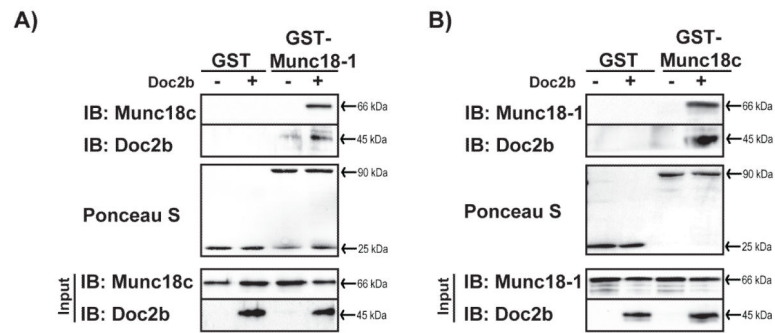 A)
GST-
GST Munc18-1
Doc2b - + - +
IB: Munc18c ←66 kDa
IB: Doc2b ←45 kDa
←90 kDa
Ponceau S
←25 kDa
Input
IB: Munc18c ←66 kDa
IB: Doc2b ←45 kDa
B)
GST-
GST Munc18c
Doc2b - + - +
IB: Munc18-1 ←66 kDa
IB: Doc2b ←45 kDa
←90 kDa
Ponceau S
←25 kDa
Input
IB: Munc18-1 ←66 kDa
IB: Doc2b ←45 kDa